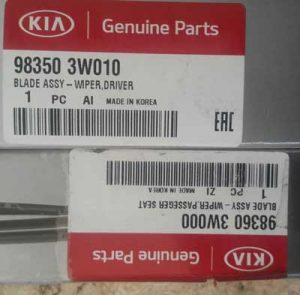 KIA Genuine Parts
98350 3W010
BLADE ASSY-WIPER,DRIVER
1 PC AI MADE IN KOREA
EAC
KIA Genuine Parts
98360 3W000
BLADE ASSY-WIPER,PASSEGER SEAT
1 PC ZI MADE IN KOREA